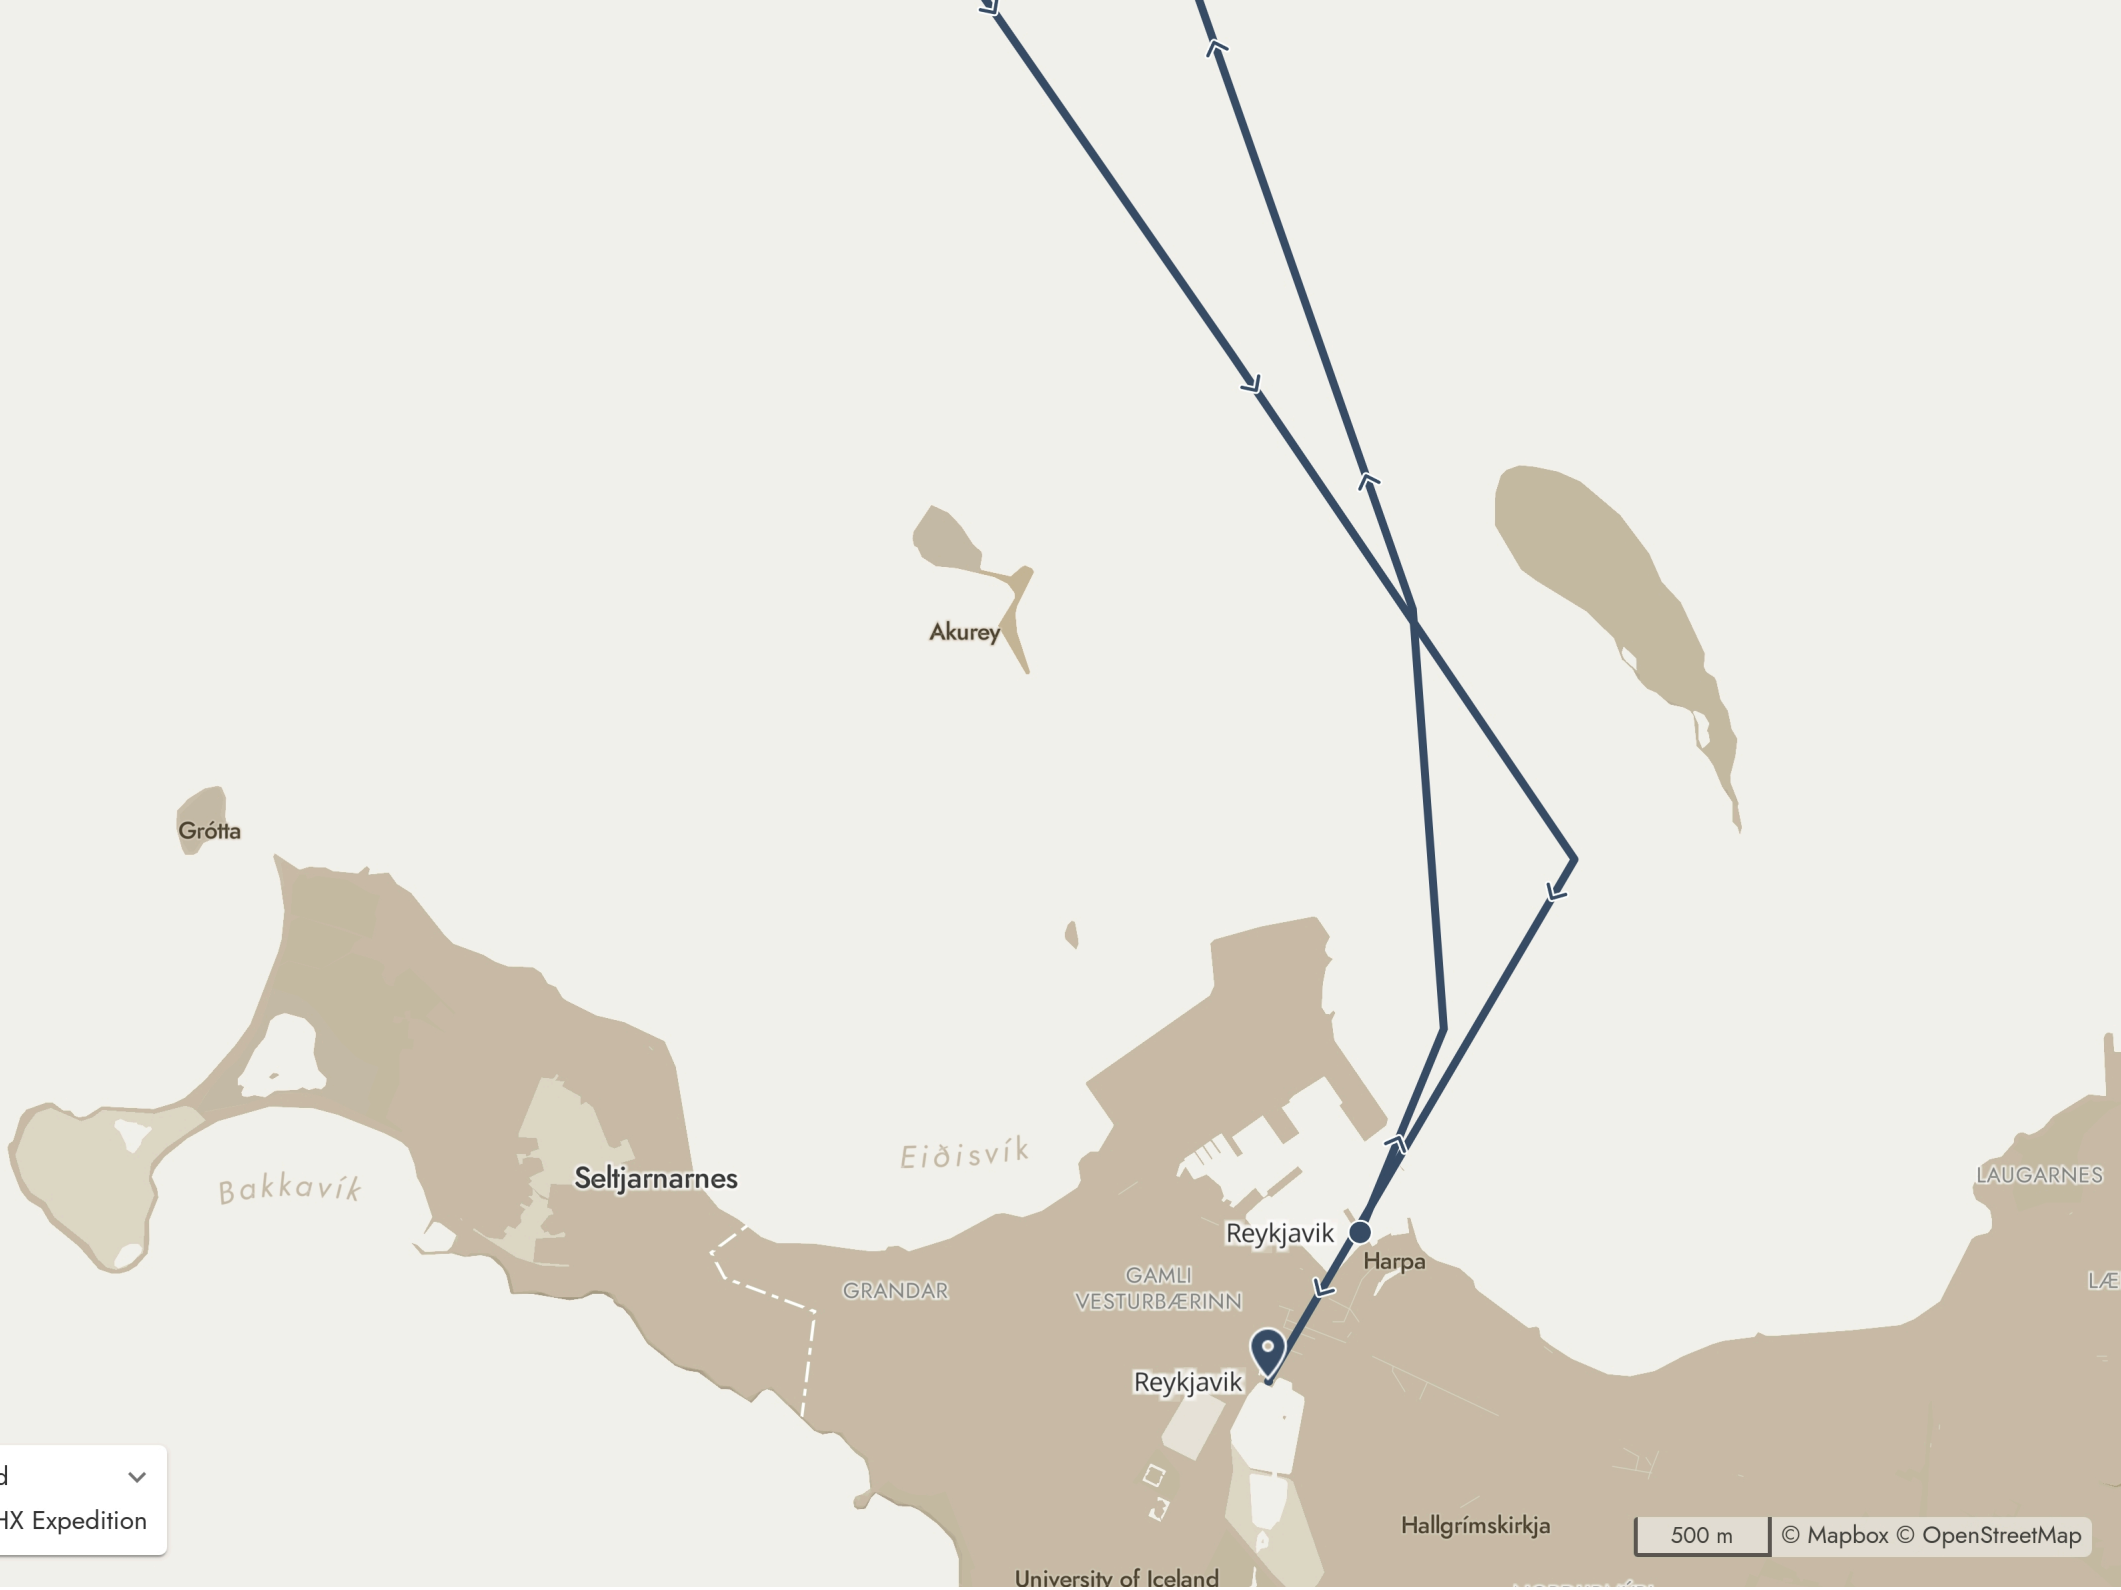 Akurey
Grótta
Eiðisvík
Seltjarnarnes
Bakkavík
LAUGARNES
Reykjavik
Harpa
GAMLI
VESTURBÆRINN
GRANDAR
LÆ
Reykjavik
d
HX Expedition
Hallgrímskirkja
500 m
© Mapbox © OpenStreetMap
University of Iceland